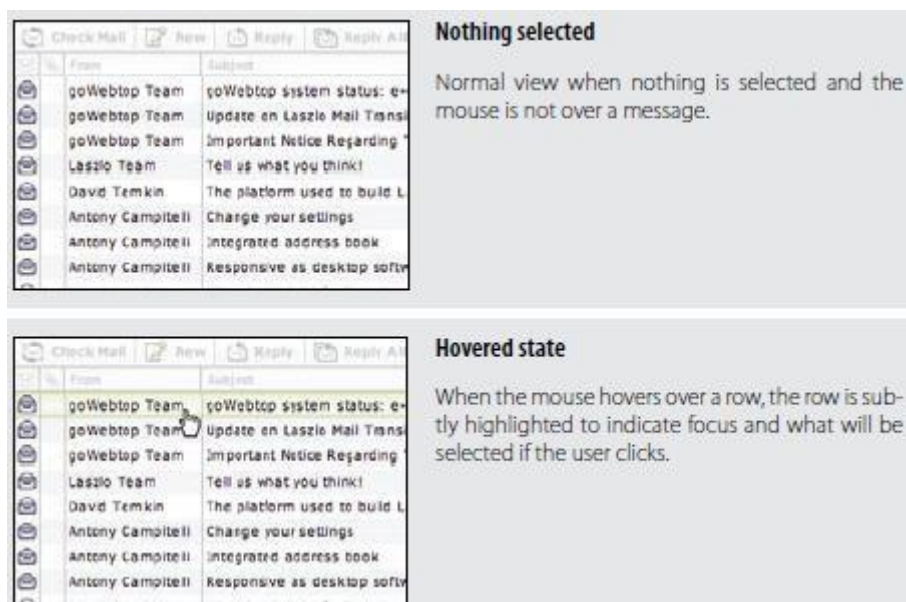 Check Mail New Reply Reply All
From Subject
goWebtop Team goWebtop system status: e
goWebtop Team Update on Laszlo Mail Transi
goWebtop Team Important Notice Regarding
Laszlo Team Tell us what you think!
David Temkin The platform used to build L
Antony Campitelli Change your settings
Antony Campitelli Integrated address book
Antony Campitelli Responsive as desktop softw
Nothing selected
Normal view when nothing is selected and the
mouse is not over a message.
Check Mail New Reply Reply All
From Subject
goWebtop Team goWebtop system status: e
goWebtop Team Update on Laszlo Mail Transi
goWebtop Team Important Notice Regarding
Laszlo Team Tell us what you think!
David Temkin The platform used to build L
Antony Campitelli Change your settings
Antony Campitelli Integrated address book
Antony Campitelli Responsive as desktop softw
Hovered state
When the mouse hovers over a row, the row is sub-
tly highlighted to indicate focus and what will be
selected if the user clicks.